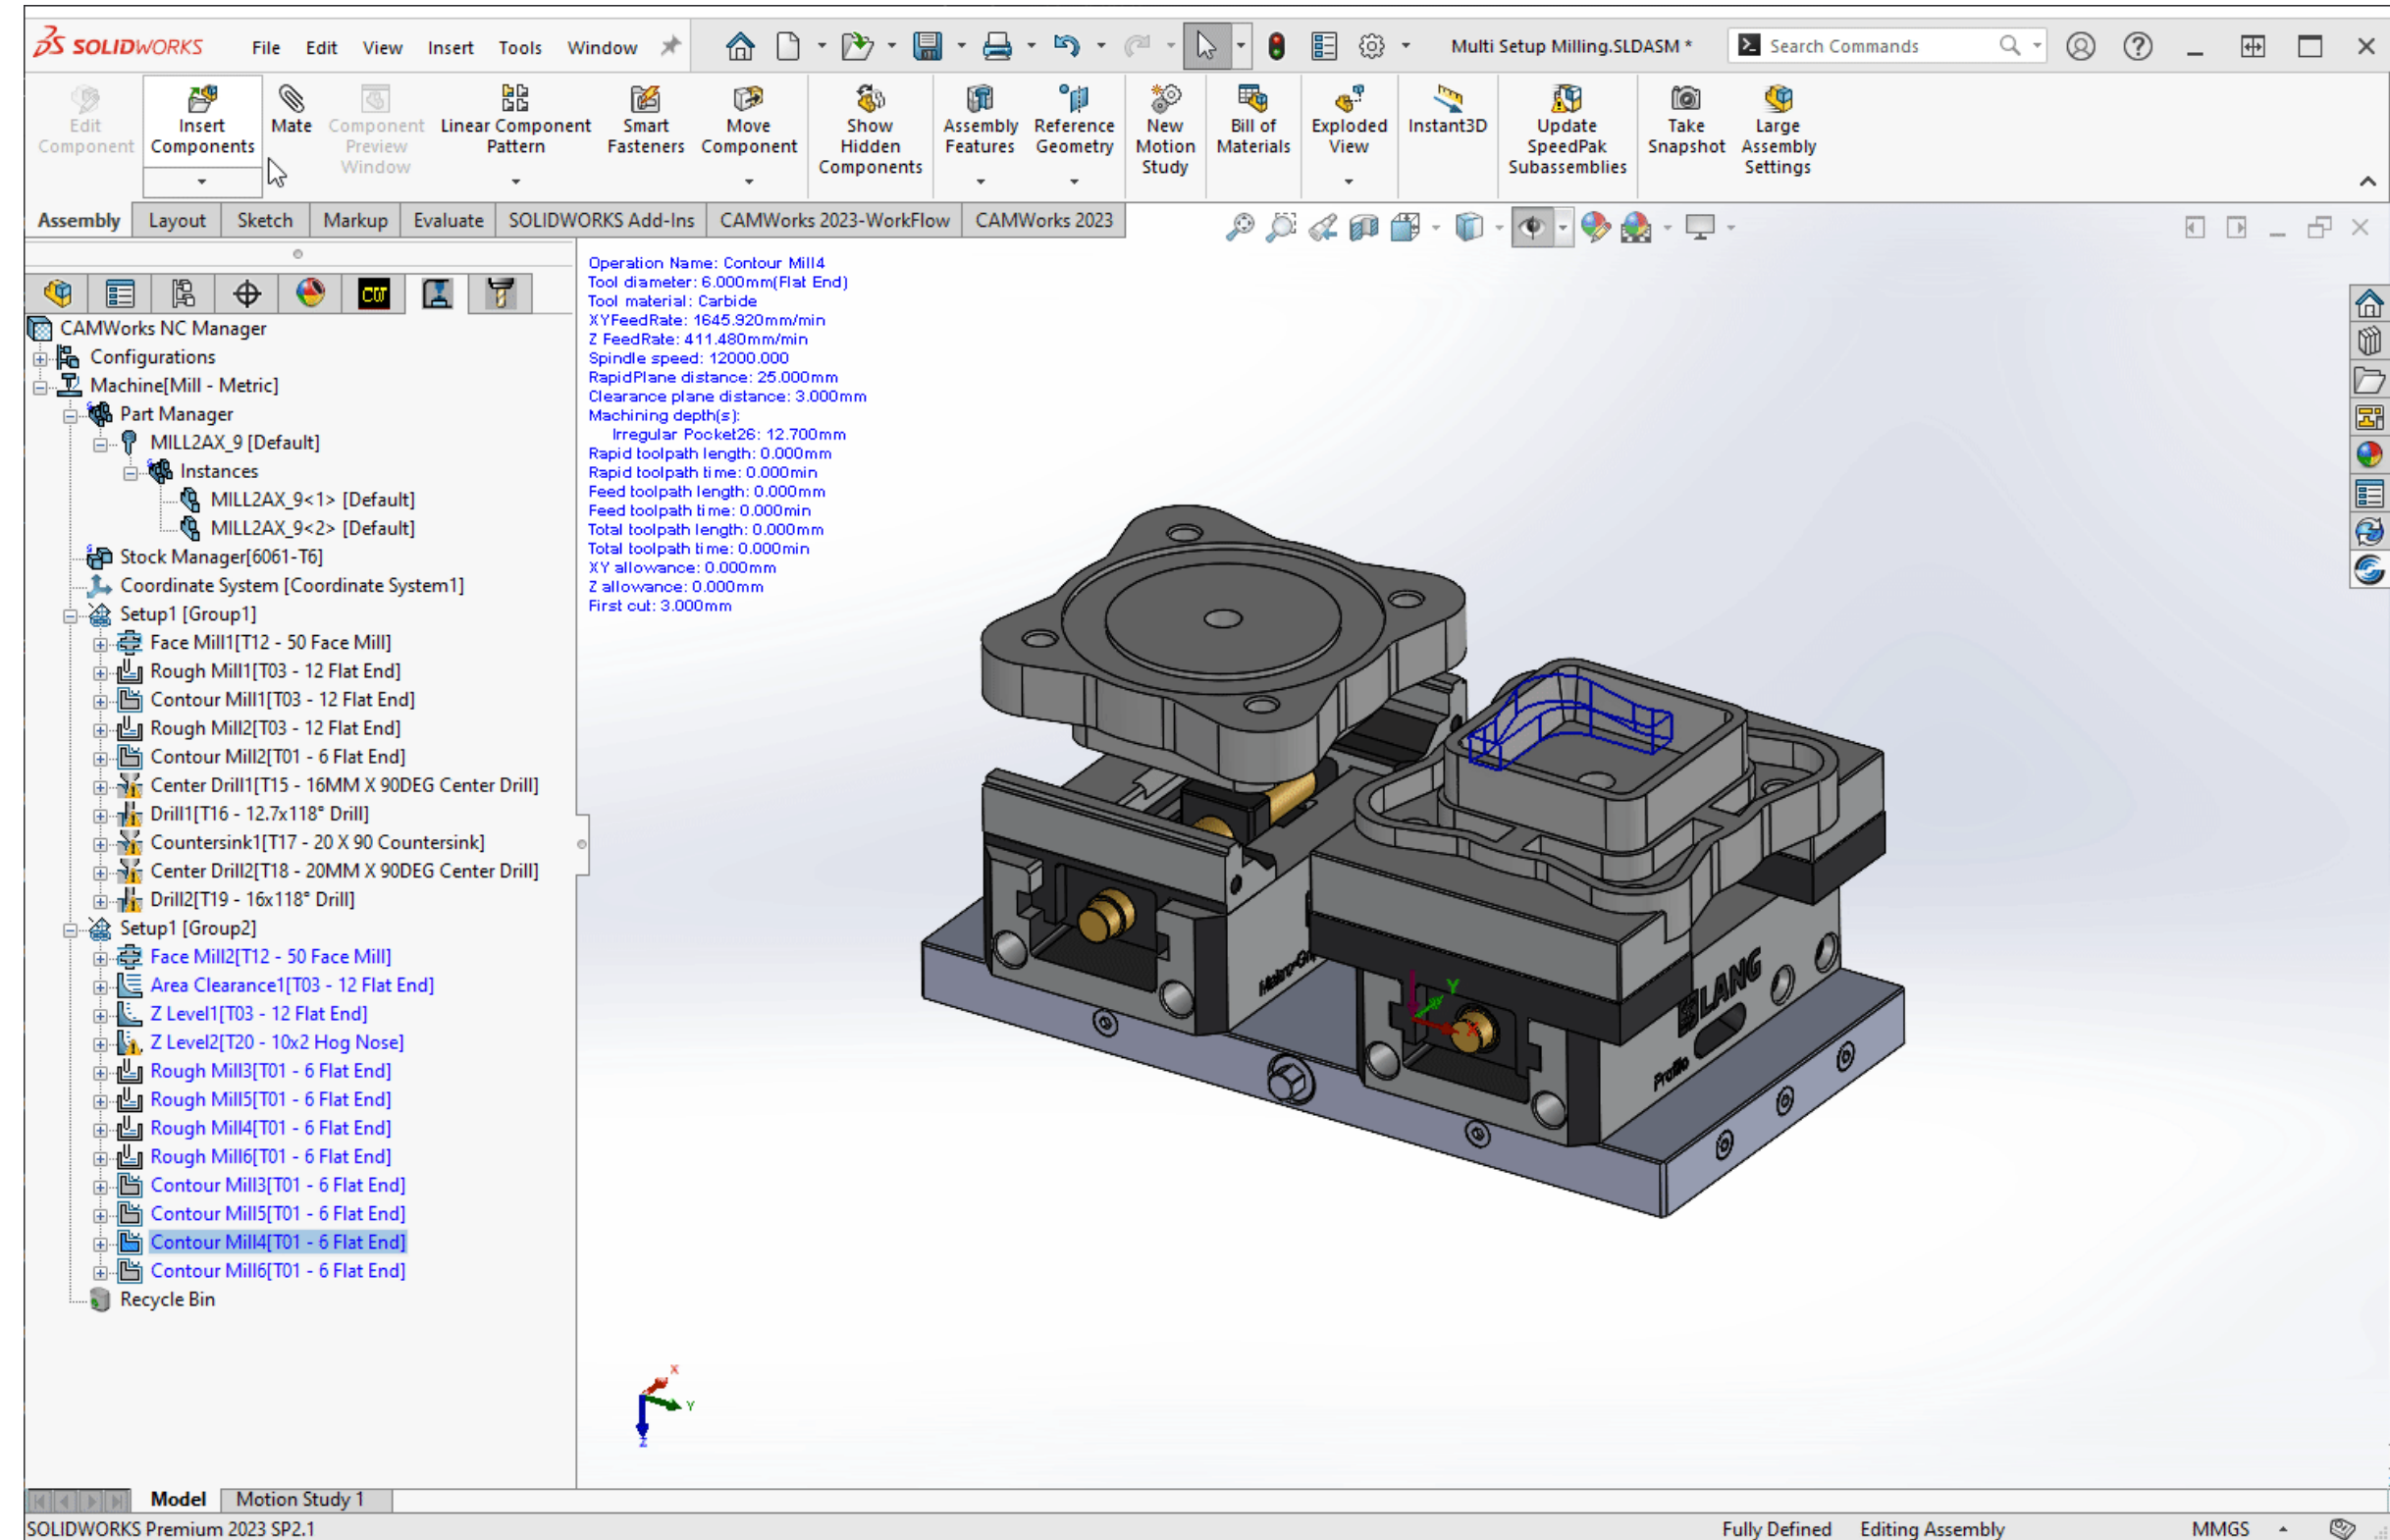 SOLIDWORKS File Edit View Insert Tools Window Multi Setup Milling.SLDASM * Search Commands
Edit Component
Insert Components
Mate
Component Preview Window
Linear Component Pattern
Smart Fasteners
Move Component
Show Hidden Components
Assembly Features
Reference Geometry
New Motion Study
Bill of Materials
Exploded View
Instant3D
Update SpeedPak Subassemblies
Take Snapshot
Large Assembly Settings
Assembly Layout Sketch Markup Evaluate SOLIDWORKS Add-Ins CAMWorks 2023-WorkFlow CAMWorks 2023
CW
CAMWorks NC Manager
Configurations
Machine[Mill - Metric]
Part Manager
MILL2AX_9 [Default]
Instances
MILL2AX_9<1> [Default]
MILL2AX_9<2> [Default]
Stock Manager[6061-T6]
Coordinate System [Coordinate System1]
Setup1 [Group1]
Face Mill1[T12 - 50 Face Mill]
Rough Mill1[T03 - 12 Flat End]
Contour Mill1[T03 - 12 Flat End]
Rough Mill2[T03 - 12 Flat End]
Contour Mill2[T01 - 6 Flat End]
Center Drill1[T15 - 16MM X 90DEG Center Drill]
Drill1[T16 - 12.7x118° Drill]
Countersink1[T17 - 20 X 90 Countersink]
Center Drill2[T18 - 20MM X 90DEG Center Drill]
Drill2[T19 - 16x118° Drill]
Setup1 [Group2]
Face Mill2[T12 - 50 Face Mill]
Area Clearance1[T03 - 12 Flat End]
Z Level1[T03 - 12 Flat End]
Z Level2[T20 - 10x2 Hog Nose]
Rough Mill3[T01 - 6 Flat End]
Rough Mill5[T01 - 6 Flat End]
Rough Mill4[T01 - 6 Flat End]
Rough Mill6[T01 - 6 Flat End]
Contour Mill3[T01 - 6 Flat End]
Contour Mill5[T01 - 6 Flat End]
Contour Mill4[T01 - 6 Flat End]
Contour Mill6[T01 - 6 Flat End]
Recycle Bin
Operation Name: Contour Mill4
Tool diameter: 6.000mm(Flat End)
Tool material: Carbide
XYFeedRate: 1645.920mm/min
Z FeedRate: 411.480mm/min
Spindle speed: 12000.000
RapidPlane distance: 25.000mm
Clearance plane distance: 3.000mm
Machining depth(s):
Irregular Pocket26: 12.700mm
Rapid toolpath length: 0.000mm
Rapid toolpath time: 0.000min
Feed toolpath length: 0.000mm
Feed toolpath time: 0.000min
Total toolpath length: 0.000mm
Total toolpath time: 0.000min
XY allowance: 0.000mm
Z allowance: 0.000mm
First cut: 3.000mm
LANG
Profilo
Y
X
X
Y
Z
Model Motion Study 1
SOLIDWORKS Premium 2023 SP2.1 Fully Defined Editing Assembly MMGS